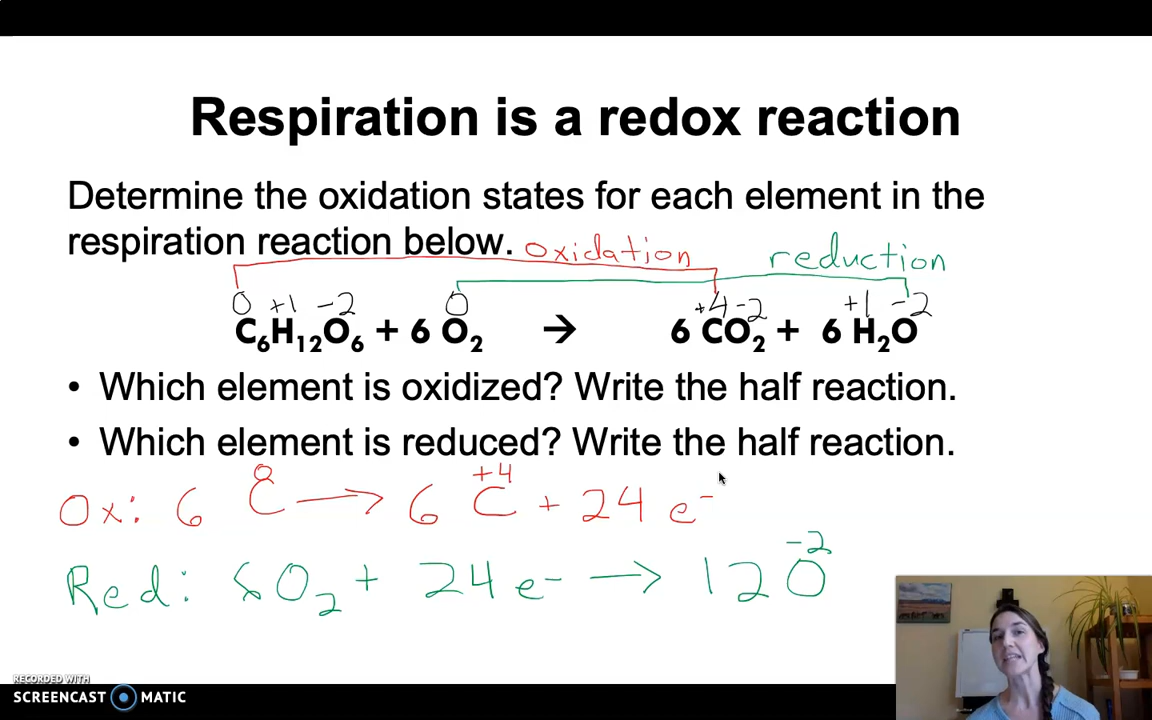 Respiration is a redox reaction
Determine the oxidation states for each element in the
respiration reaction below. oxidation reduction
0 +1 -2 0 +4 -2 +1 -2
C₆H₁₂O₆ + 6 O₂ → 6 CO₂ + 6 H₂O
• Which element is oxidized? Write the half reaction.
• Which element is reduced? Write the half reaction.
0 +4
Ox: 6 C → 6 C + 24 e⁻
-2
Red: O₂ + 24 e⁻ → 12 O
RECORDED WITH
SCREENCAST MATIC